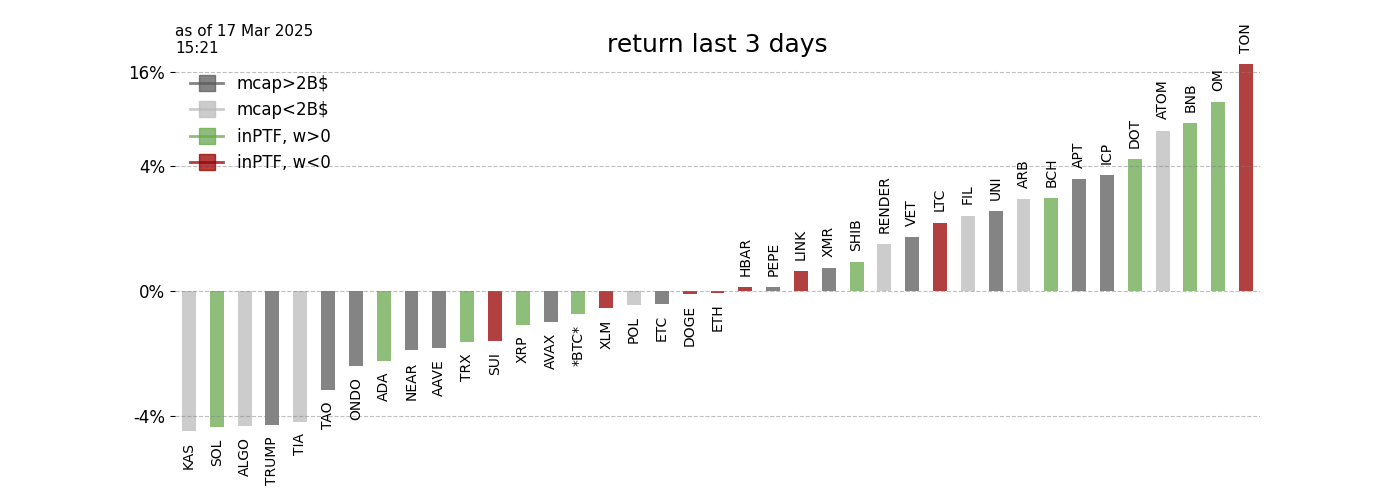 as of 17 Mar 2025
15:21
return last 3 days
16%
4%
0%
-4%
mcap>2B$
mcap<2B$
inPTF, w>0
inPTF, w<0
KAS
SOL
ALGO
TRUMP
TIA
TAO
ONDO
ADA
NEAR
AAVE
TRX
SUI
XRP
AVAX
*BTC*
XLM
POL
ETC
DOGE
ETH
HBAR
PEPE
LINK
XMR
SHIB
RENDER
VET
LTC
FIL
UNI
ARB
BCH
APT
ICP
DOT
ATOM
BNB
OM
TON